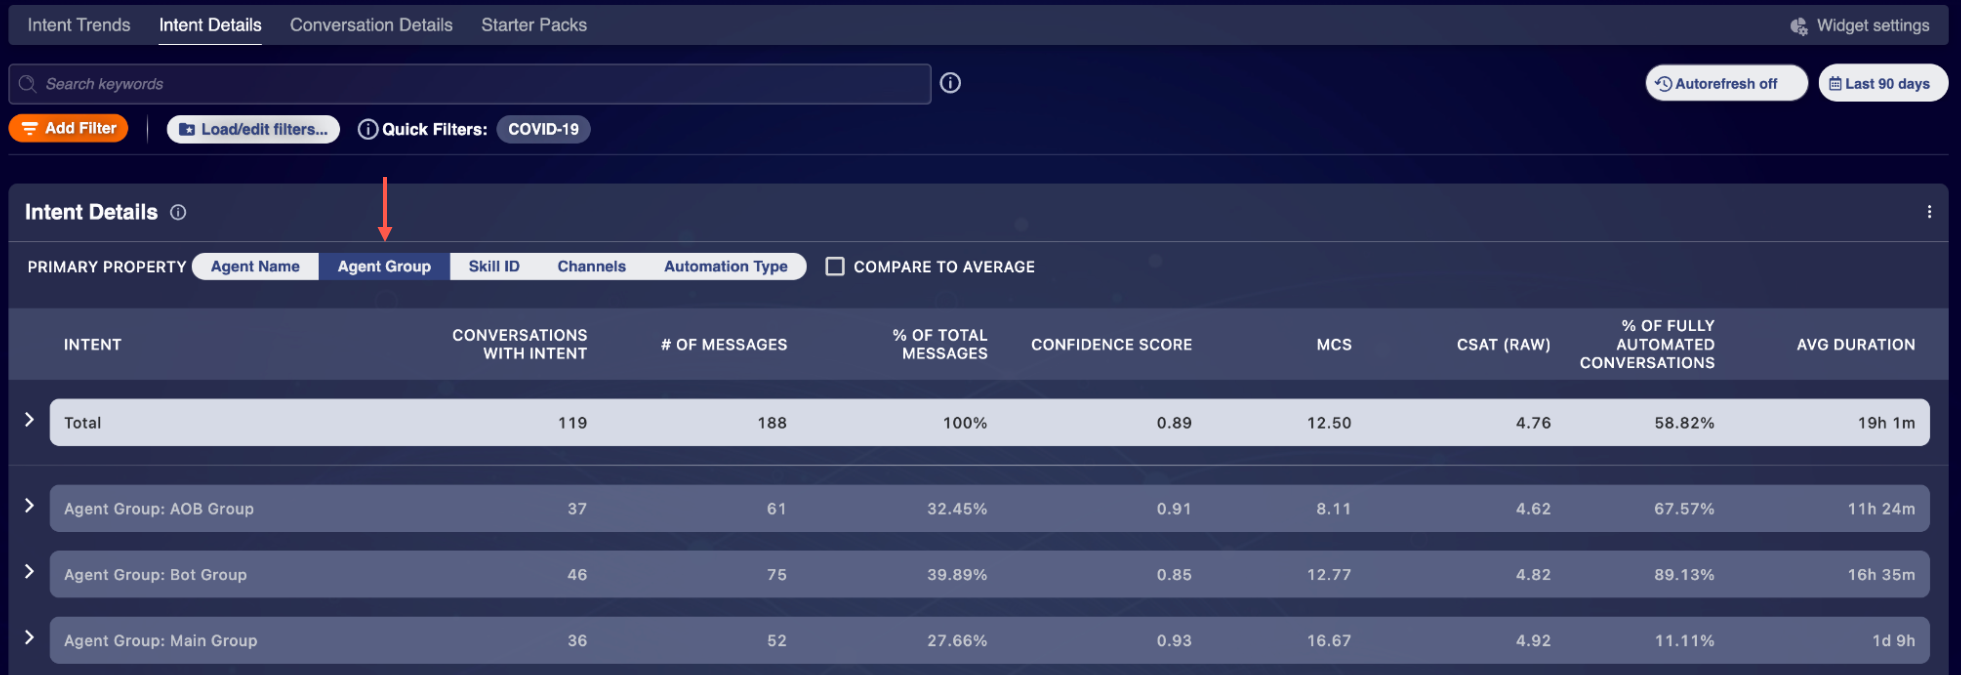 Intent Trends Intent Details Conversation Details Starter Packs Widget settings
Search keywords Autorefresh off Last 90 days
Add Filter Load/edit filters... Quick Filters: COVID-19
Intent Details
PRIMARY PROPERTY Agent Name Agent Group Skill ID Channels Automation Type COMPARE TO AVERAGE
INTENT CONVERSATIONS WITH INTENT # OF MESSAGES % OF TOTAL MESSAGES CONFIDENCE SCORE MCS CSAT (RAW) % OF FULLY AUTOMATED CONVERSATIONS AVG DURATION
Total 119 188 100% 0.89 12.50 4.76 58.82% 19h 1m
Agent Group: AOB Group 37 61 32.45% 0.91 8.11 4.62 67.57% 11h 24m
Agent Group: Bot Group 46 75 39.89% 0.85 12.77 4.82 89.13% 16h 35m
Agent Group: Main Group 36 52 27.66% 0.93 16.67 4.92 11.11% 1d 9h